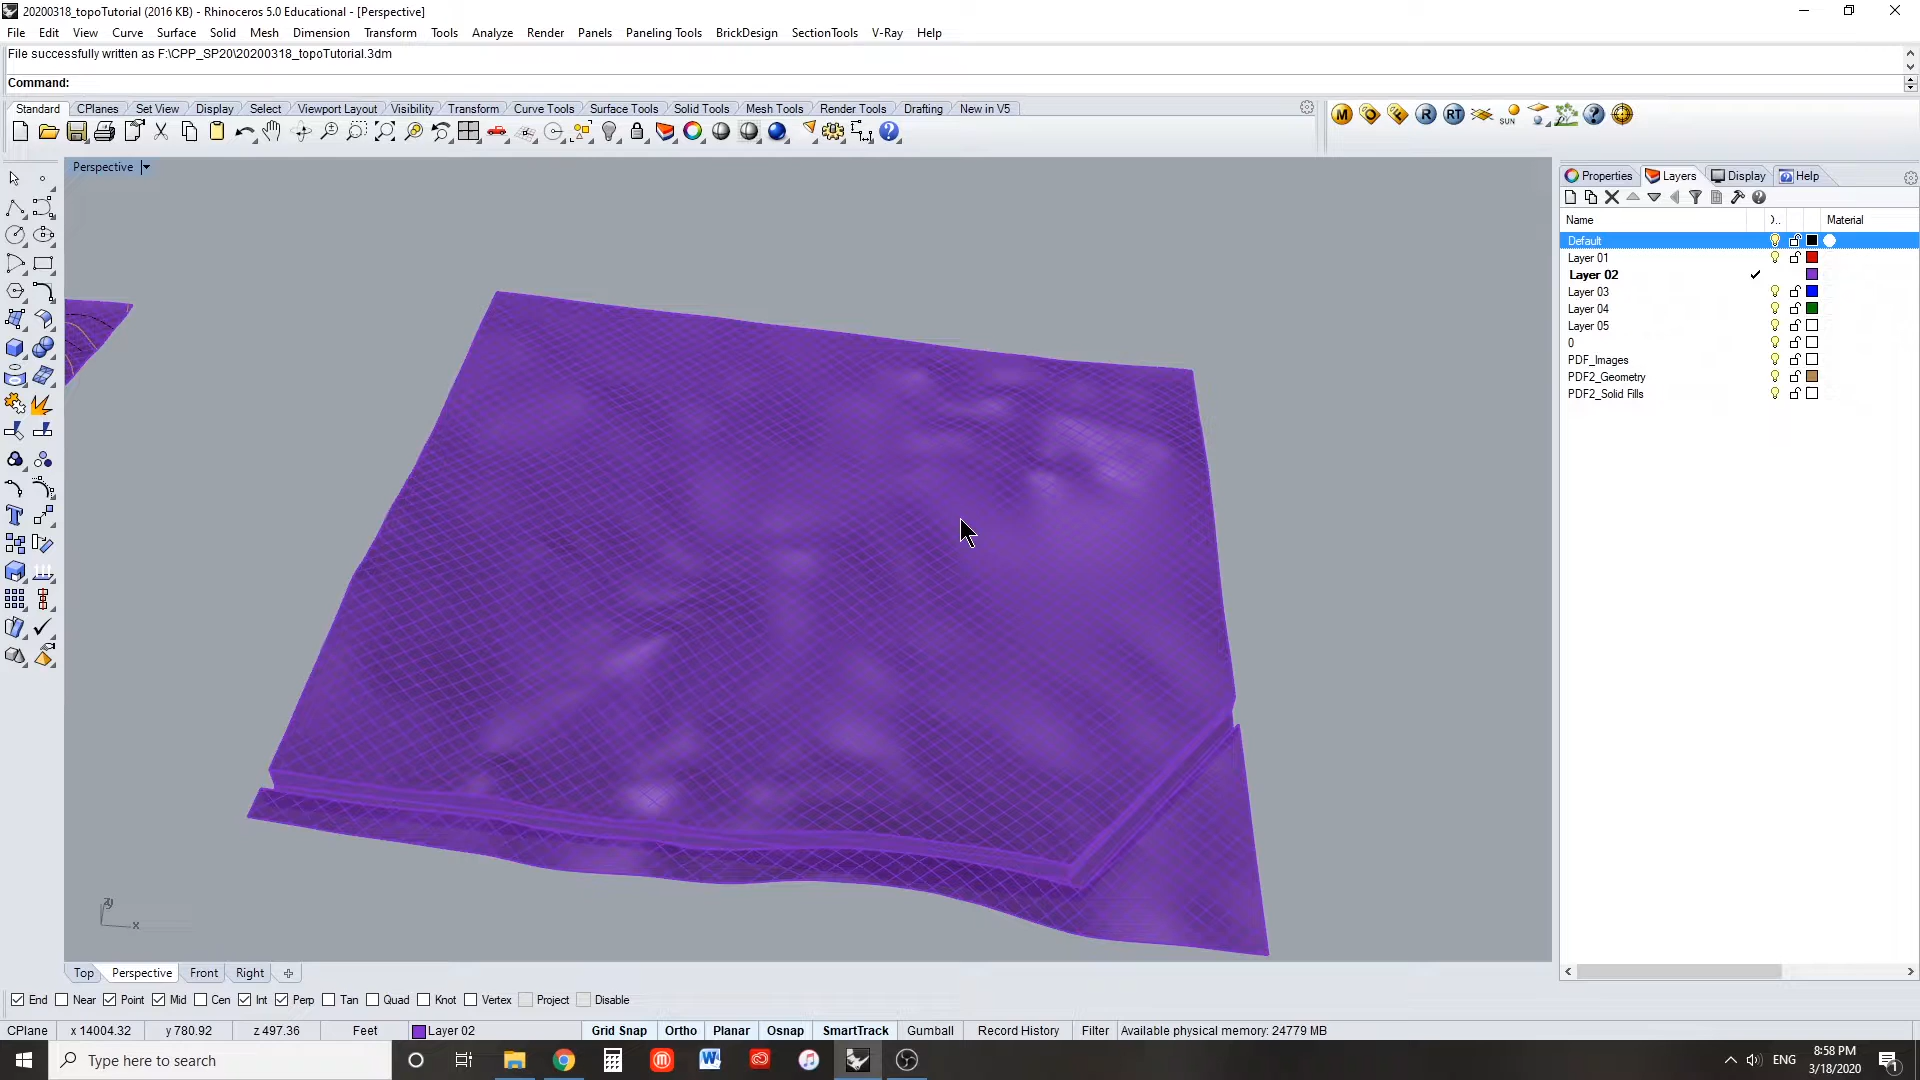 20200318_topoTutorial (2016 KB) - Rhinoceros 5.0 Educational - [Perspective]
File Edit View Curve Surface Solid Mesh Dimension Transform Tools Analyze Render Panels Paneling Tools BrickDesign SectionTools V-Ray Help
File successfully written as F:\CPP_SP20\20200318_topoTutorial.3dm
Command:
Standard CPlanes Set View Display Select Viewport Layout Visibility Transform Curve Tools Surface Tools Solid Tools Mesh Tools Render Tools Drafting New in V5
M R RT SUN
Perspective
Properties Layers Display Help
Name Material
Default
Layer 01
Layer 02
Layer 03
Layer 04
Layer 05
0
PDF_Images
PDF2_Geometry
PDF2_Solid Fills
x
Top Perspective Front Right
End Near Point Mid Cen Int Perp Tan Quad Knot Vertex Project Disable
CPlane x 14004.32 y 780.92 z 497.36 Feet Layer 02 Grid Snap Ortho Planar Osnap SmartTrack Gumball Record History Filter Available physical memory: 24779 MB
Type here to search
ENG
8:58 PM
3/18/2020
1